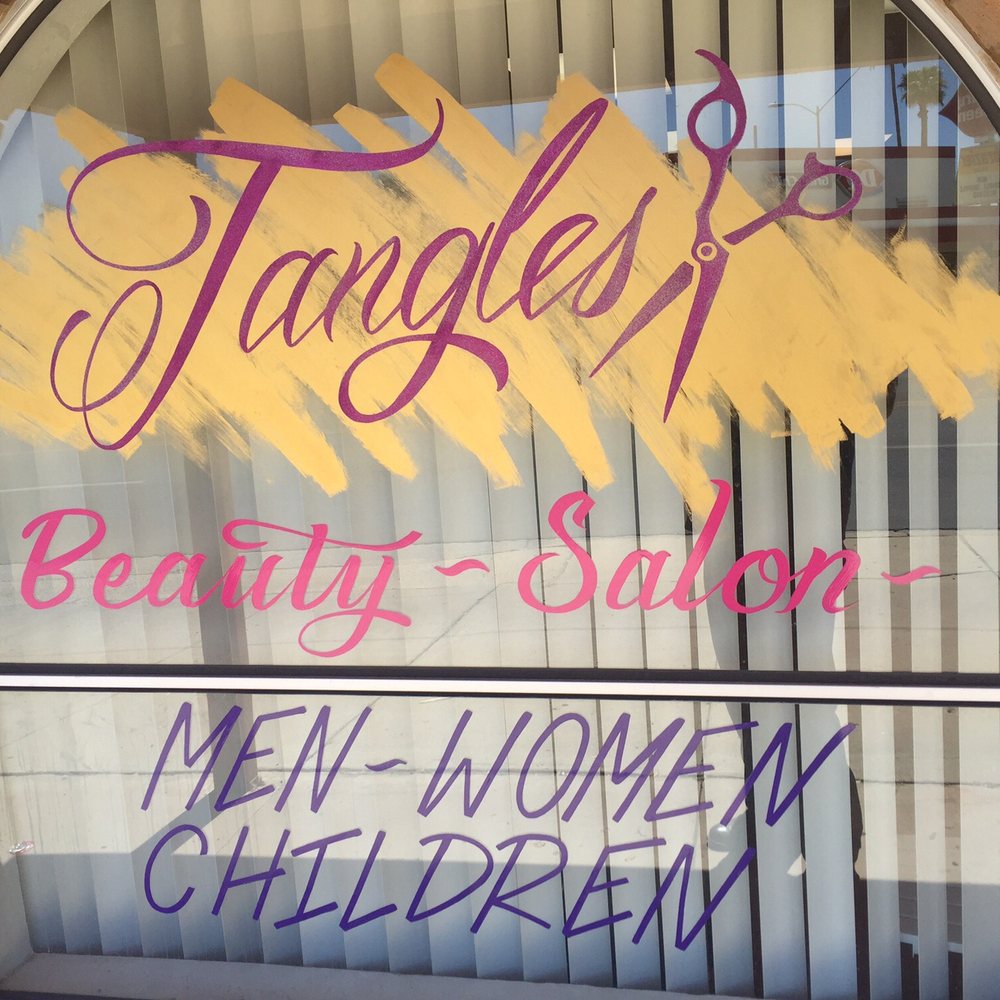 Tangles
Beauty ~ Salon ~
MEN ~ WOMEN
CHILDREN